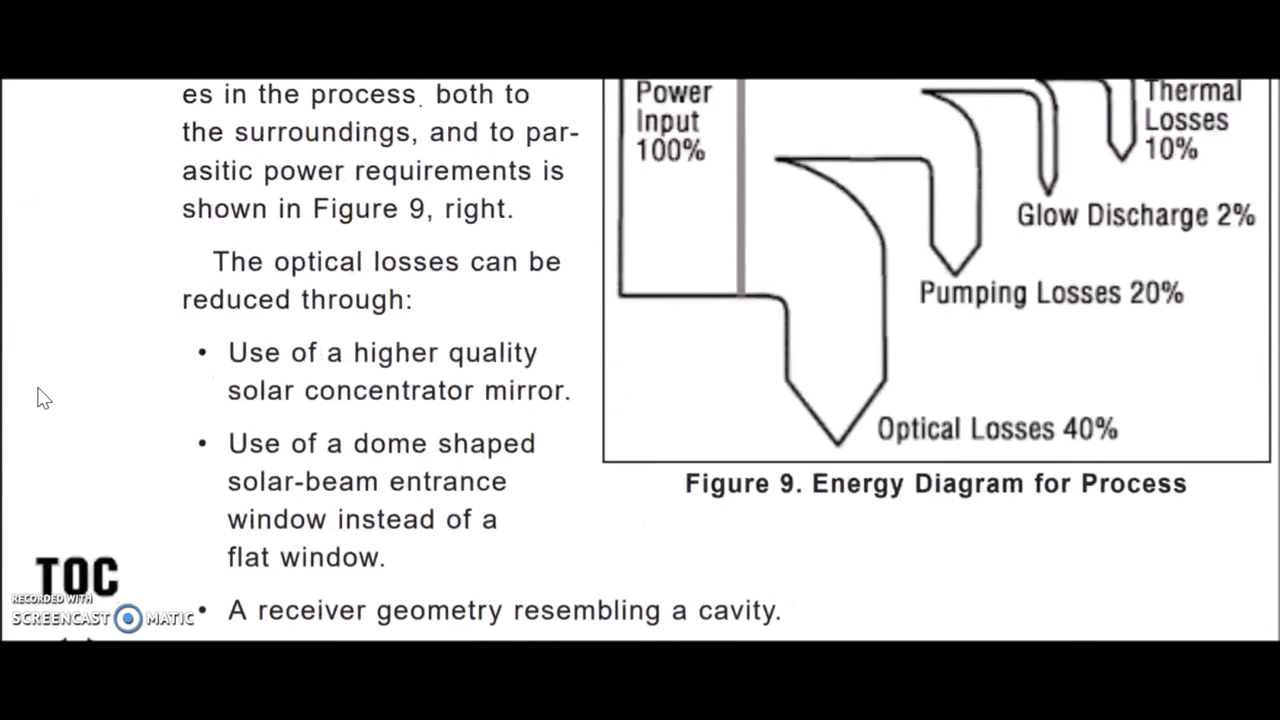 es in the process, both to
the surroundings, and to par-
asitic power requirements is
shown in Figure 9, right.
The optical losses can be
reduced through:
• Use of a higher quality
solar concentrator mirror.
• Use of a dome shaped
solar-beam entrance
window instead of a
flat window.
• A receiver geometry resembling a cavity.
Power
Input
100%
Thermal
Losses
10%
Glow Discharge 2%
Pumping Losses 20%
Optical Losses 40%
Figure 9. Energy Diagram for Process
TOC
RECORDED WITH
SCREENCAST MATIC